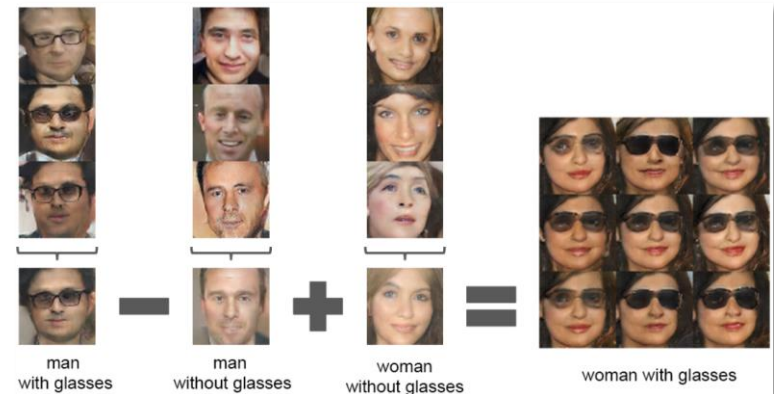 man
with glasses
man
without glasses
woman
without glasses
woman with glasses